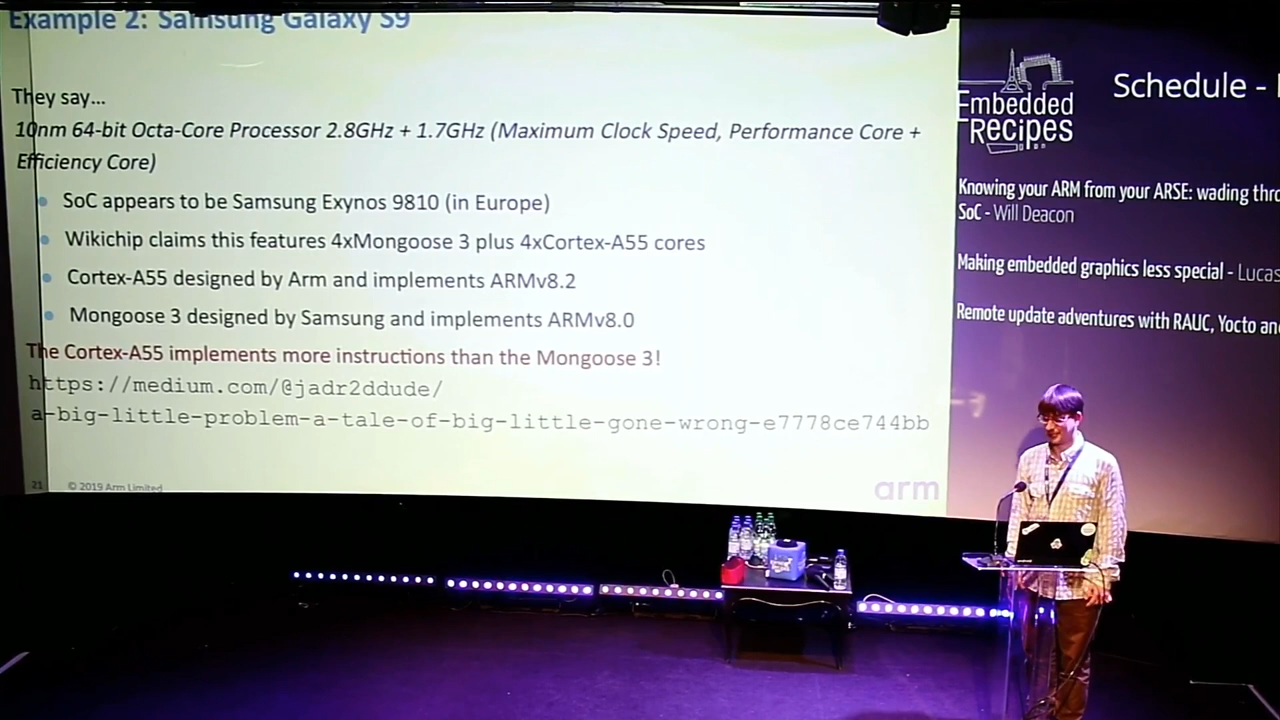 Example 2: Samsung Galaxy S9
They say...
10nm 64-bit Octa-Core Processor 2.8GHz + 1.7GHz (Maximum Clock Speed, Performance Core +
Efficiency Core)
SoC appears to be Samsung Exynos 9810 (in Europe)
Wikichip claims this features 4xMongoose 3 plus 4xCortex-A55 cores
Cortex-A55 designed by Arm and implements ARMv8.2
Mongoose 3 designed by Samsung and implements ARMv8.0
The Cortex-A55 implements more instructions than the Mongoose 3!
https://medium.com/@jadr2ddude/
a-big-little-problem-a-tale-of-big-little-gone-wrong-e7778ce744bb
21 © 2019 Arm Limited
arm
Embedded
Recipes
Schedule -
Knowing your ARM from your ARSE: wading
SoC - Will Deacon
Making embedded graphics less special - Lucas
Remote update adventures with RAUC, Yocto